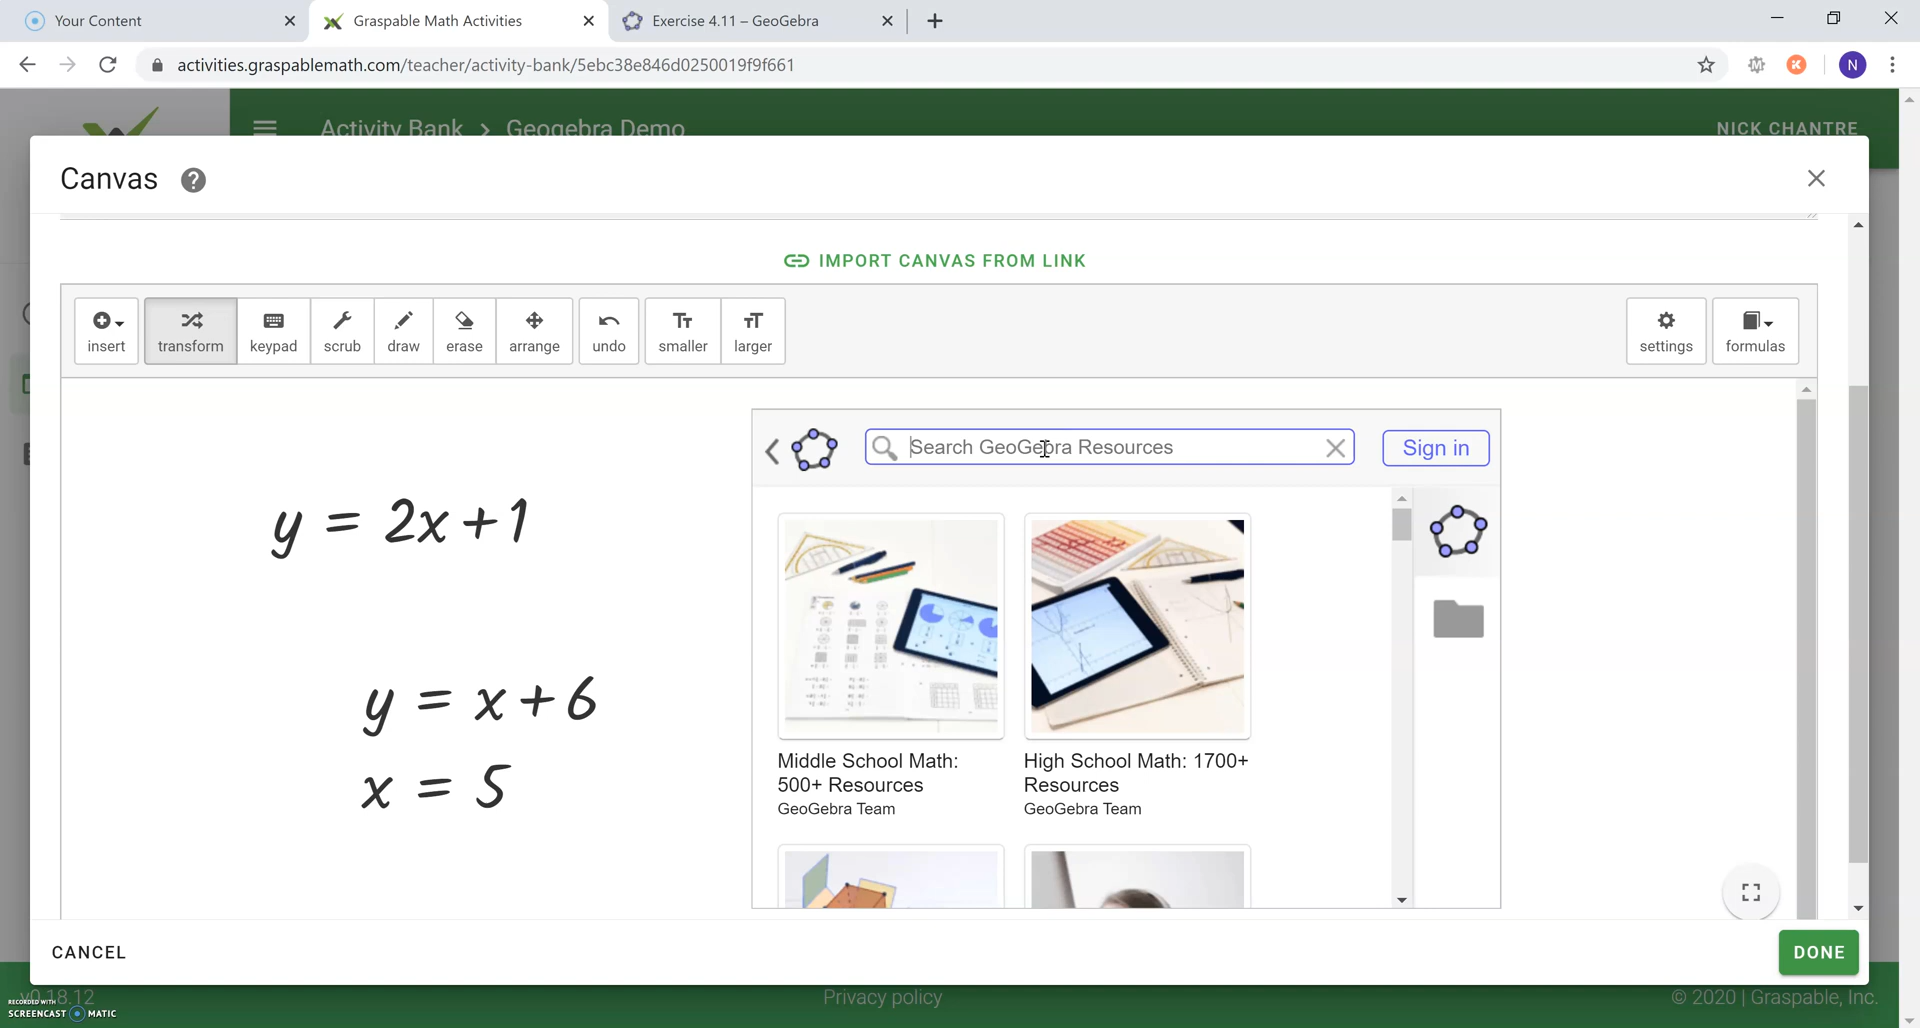 Your Content
Graspable Math Activities
Exercise 4.11 – GeoGebra
activities.graspablemath.com/teacher/activity-bank/5ebc38e846d0250019f9f661
N
Activity Bank > Geogebra Demo
NICK CHANTRE
Canvas
IMPORT CANVAS FROM LINK
insert
transform
keypad
scrub
draw
erase
arrange
undo
smaller
larger
settings
formulas
Search GeoGebra Resources
Sign in
y = 2x+1
y = x+6
x = 5
Middle School Math:
500+ Resources
GeoGebra Team
High School Math: 1700+
Resources
GeoGebra Team
CANCEL
DONE
v0.18.12
Privacy policy
© 2020 | Graspable, Inc.
RECORDED WITH
SCREENCAST MATIC